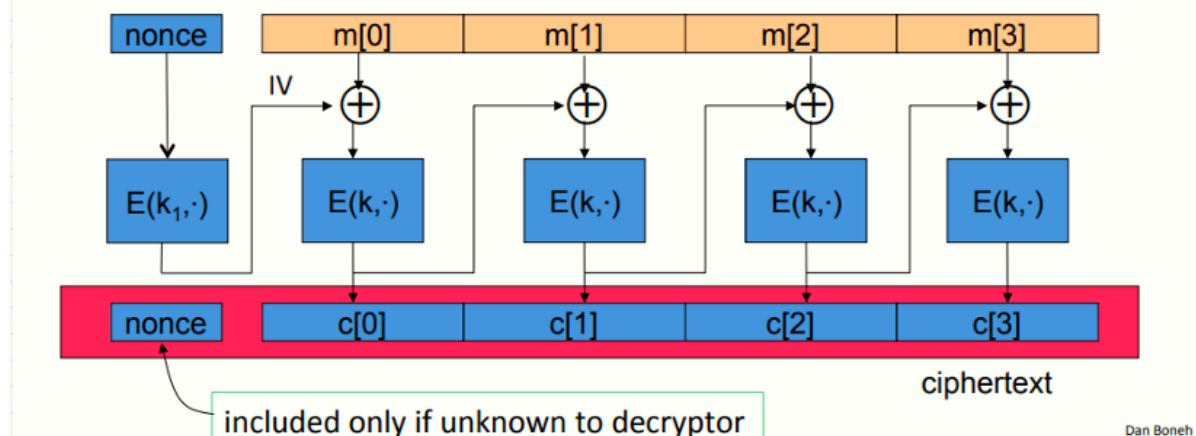 nonce m[0] m[1] m[2] m[3]
IV
E(k₁,·) E(k,·) E(k,·) E(k,·) E(k,·)
nonce c[0] c[1] c[2] c[3]
ciphertext
included only if unknown to decryptor
Dan Boneh